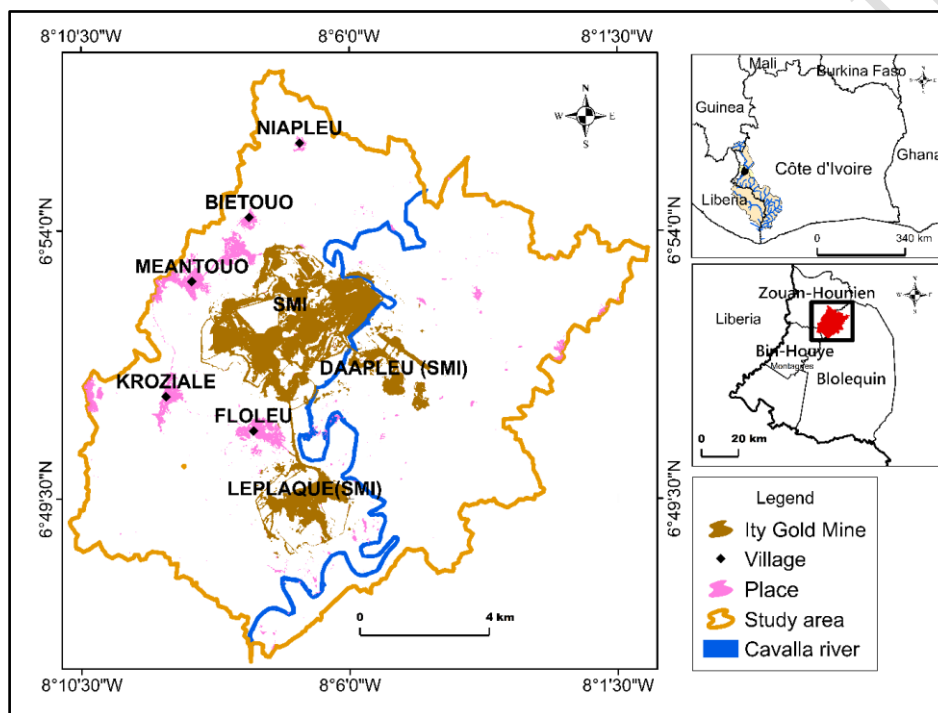 8°10'30"W 8°6'0"W 8°1'30"W
N
W E
S
NIAPLEU
BIETOUO
MEANTOUO
SMI
DAAPLEU (SMI)
KROZIALE
FLOLEU
LEPLAQUE(SMI)
6°54'0"N
6°49'30"N
6°54'0"N
6°49'30"N
0 4 km
8°10'30"W 8°6'0"W 8°1'30"W
Mali
Burkina Faso
Guinea
Côte d'Ivoire
Ghana
Liberia
0 340 km
Zouan-Hounien
Liberia
Bin-Houye
Montagnes
Blolequin
0 20 km
Legend
Ity Gold Mine
Village
Place
Study area
Cavalla river